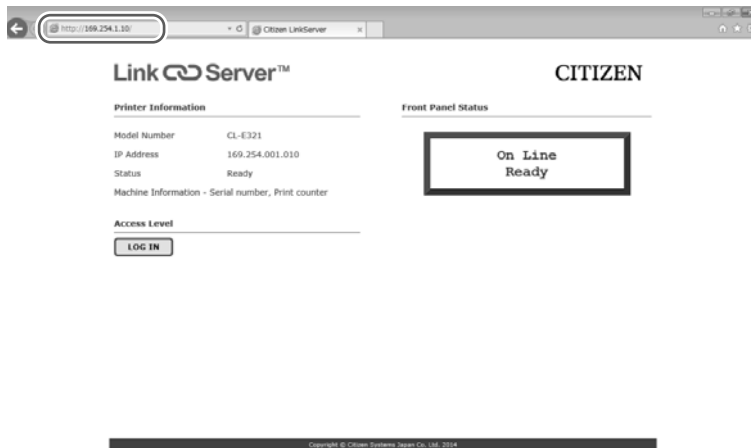 http://169.254.1.10/
Citizen LinkServer
Link Server™
CITIZEN
Printer Information
Model Number CL-E321
IP Address 169.254.001.010
Status Ready
Machine Information - Serial number, Print counter
Access Level
LOG IN
Front Panel Status
On Line
Ready
Copyright © Citizen Systems Japan Co. Ltd. 2014